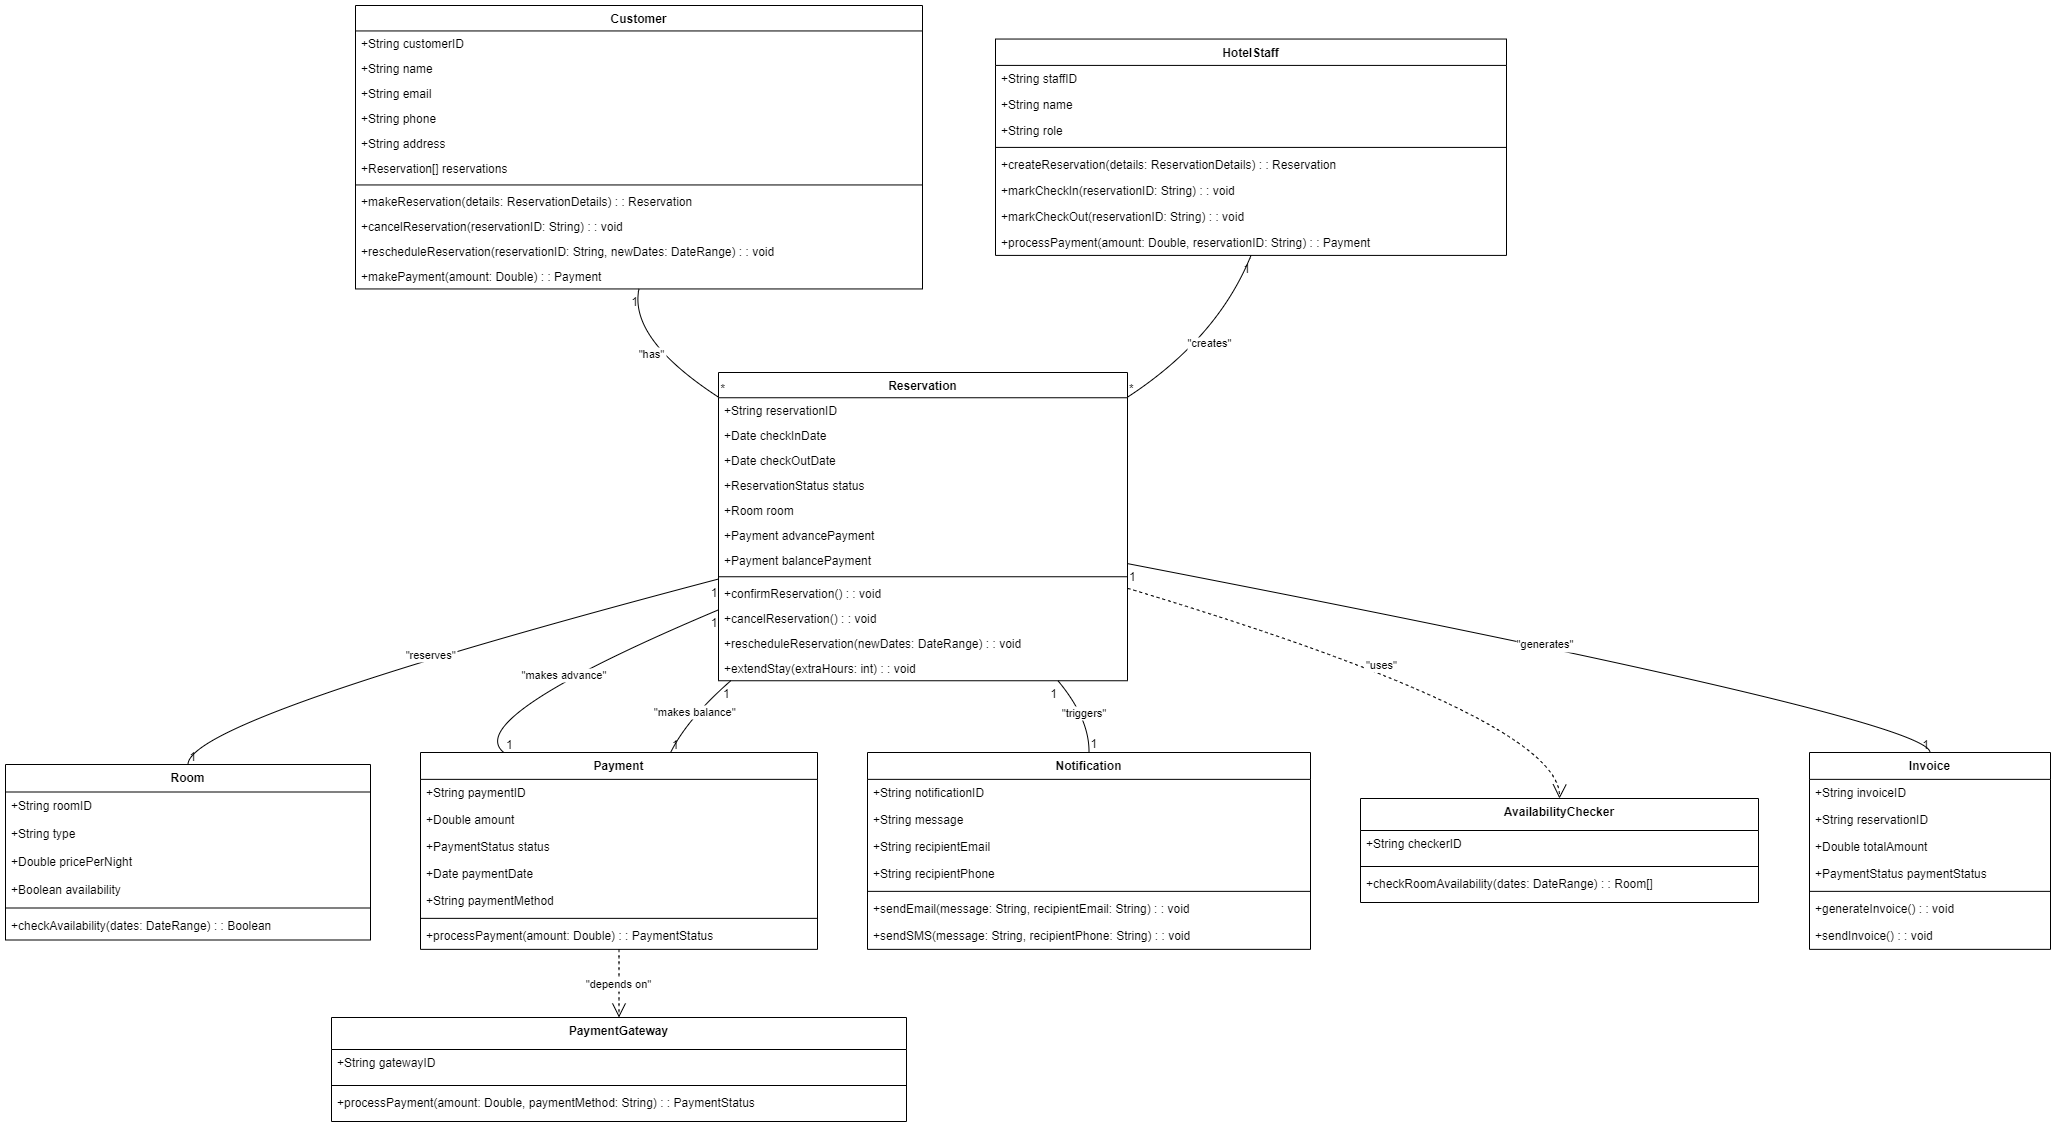 Customer
+String customerID
+String name
+String email
+String phone
+String address
+Reservation[] reservations
+makeReservation(details: ReservationDetails) : : Reservation
+cancelReservation(reservationID: String) : : void
+rescheduleReservation(reservationID: String, newDates: DateRange) : : void
+makePayment(amount: Double) : : Payment
HotelStaff
+String staffID
+String name
+String role
+createReservation(details: ReservationDetails) : : Reservation
+markCheckIn(reservationID: String) : : void
+markCheckOut(reservationID: String) : : void
+processPayment(amount: Double, reservationID: String) : : Payment
1
1
"has"
"creates"
*
*
Reservation
+String reservationID
+Date checkInDate
+Date checkOutDate
+ReservationStatus status
+Room room
+Payment advancePayment
+Payment balancePayment
+confirmReservation() : : void
+cancelReservation() : : void
+rescheduleReservation(newDates: DateRange) : : void
+extendStay(extraHours: int) : : void
1
1
1
1
1
"reserves"
"makes advance"
"makes balance"
"triggers"
"uses"
"generates"
1
1
1
1
1
Room
+String roomID
+String type
+Double pricePerNight
+Boolean availability
+checkAvailability(dates: DateRange) : : Boolean
Payment
+String paymentID
+Double amount
+PaymentStatus status
+Date paymentDate
+String paymentMethod
+processPayment(amount: Double) : : PaymentStatus
Notification
+String notificationID
+String message
+String recipientEmail
+String recipientPhone
+sendEmail(message: String, recipientEmail: String) : : void
+sendSMS(message: String, recipientPhone: String) : : void
AvailabilityChecker
+String checkerID
+checkRoomAvailability(dates: DateRange) : : Room[]
Invoice
+String invoiceID
+String reservationID
+Double totalAmount
+PaymentStatus paymentStatus
+generateInvoice() : : void
+sendInvoice() : : void
"depends on"
PaymentGateway
+String gatewayID
+processPayment(amount: Double, paymentMethod: String) : : PaymentStatus